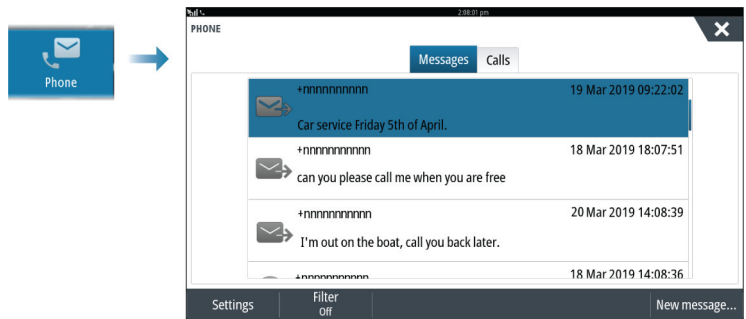 2:08:01 pm
PHONE
Messages Calls
Phone
+nnnnnnnnnn 19 Mar 2019 09:22:02
Car service Friday 5th of April.
+nnnnnnnnnnn 18 Mar 2019 18:07:51
can you please call me when you are free
+nnnnnnnnnnn 20 Mar 2019 14:08:39
I'm out on the boat, call you back later.
+nnnnnnnnnnn 18 Mar 2019 14:08:36
Settings Filter New message...
Off